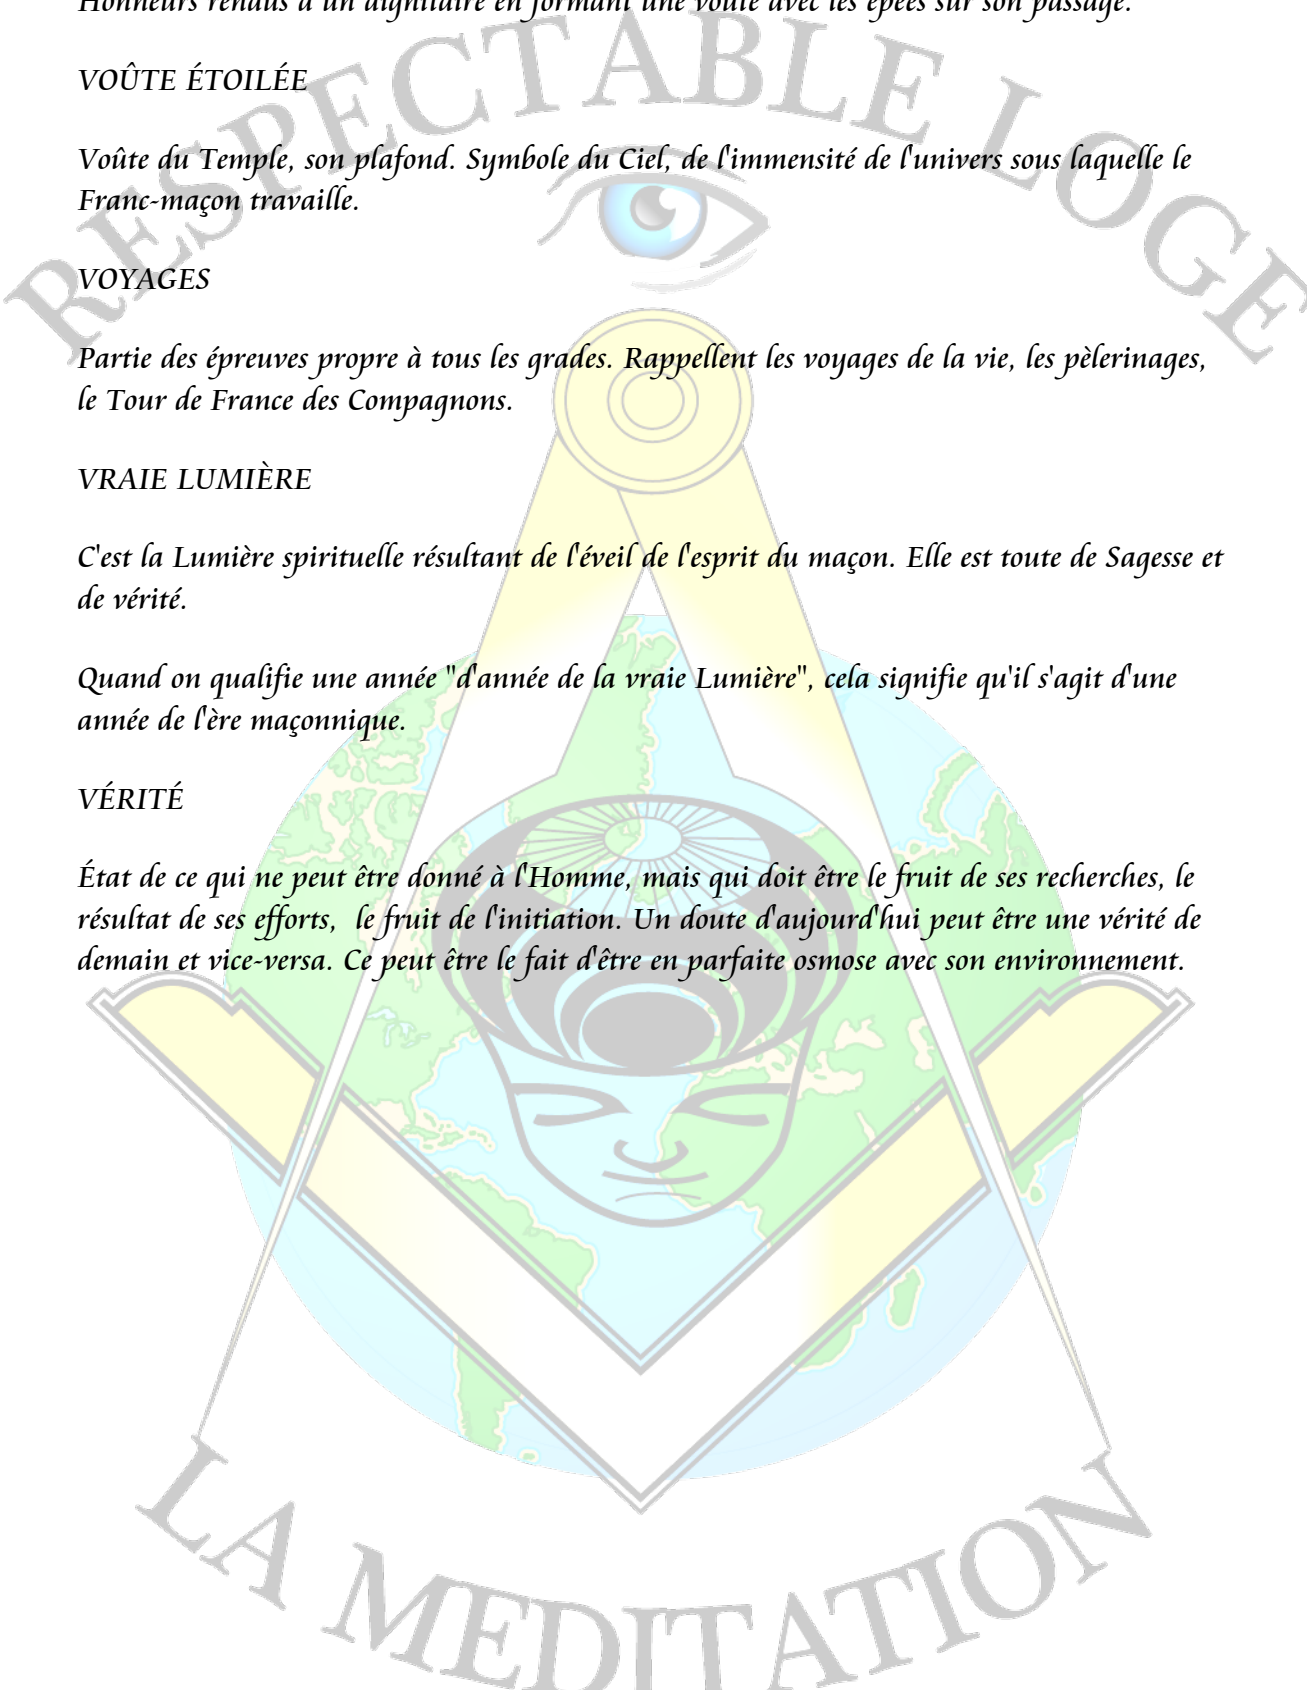 Honneurs rendus à un dignitaire en formant une voûte avec les épées sur son passage.
RESPECTABLE LOGE
VOÛTE ÉTOILÉE
Voûte du Temple, son plafond. Symbole du Ciel, de l'immensité de l'univers sous laquelle le
Franc-maçon travaille.
VOYAGES
Partie des épreuves propre à tous les grades. Rappellent les voyages de la vie, les pèlerinages,
le Tour de France des Compagnons.
VRAIE LUMIÈRE
C'est la Lumière spirituelle résultant de l'éveil de l'esprit du maçon. Elle est toute de Sagesse et
de vérité.
Quand on qualifie une année "d'année de la vraie Lumière", cela signifie qu'il s'agit d'une
année de l'ère maçonnique.
VÉRITÉ
État de ce qui ne peut être donné à l'Homme, mais qui doit être le fruit de ses recherches, le
résultat de ses efforts,  le fruit de l'initiation. Un doute d'aujourd'hui peut être une vérité de
demain et vice-versa. Ce peut être le fait d'être en parfaite osmose avec son environnement.
LA MEDITATION